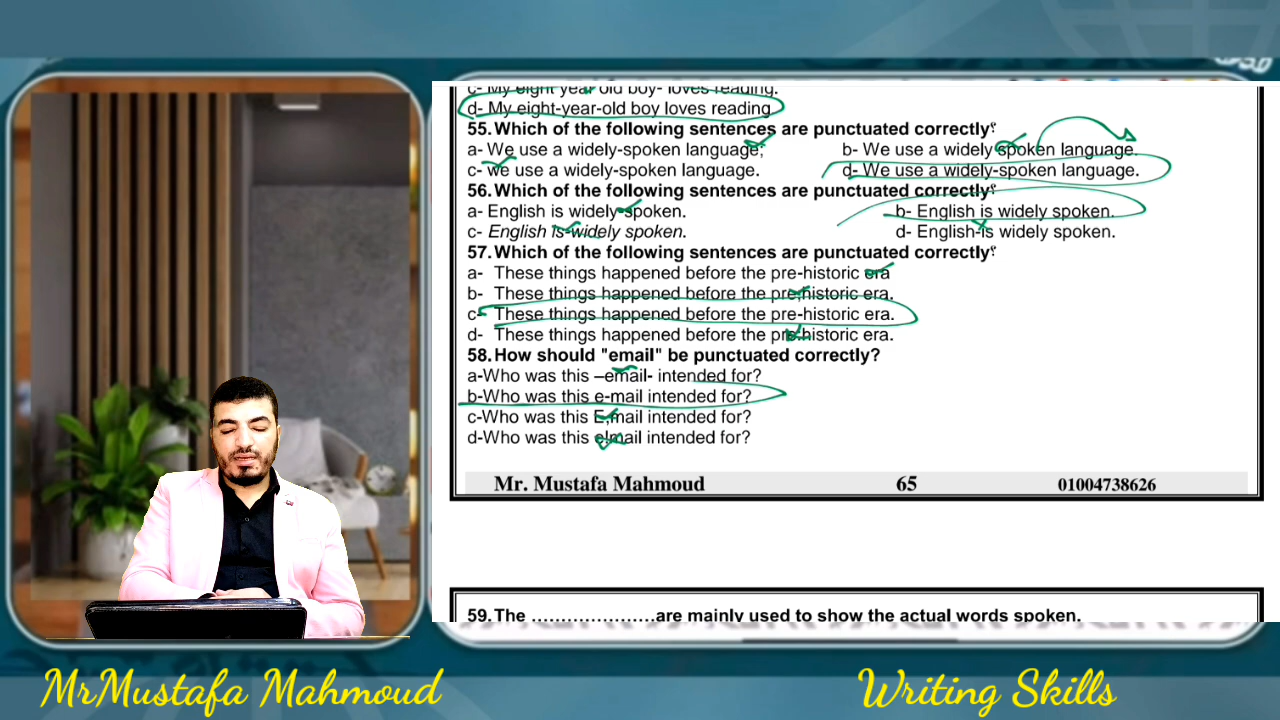 c- My eight year old boy- loves reading.
d- My eight-year-old boy loves reading
55. Which of the following sentences are punctuated correctly؟
a- We use a widely-spoken language; b- We use a widely spoken language.
c- we use a widely-spoken language. d- We use a widely-spoken language.
56. Which of the following sentences are punctuated correctly؟
a- English is widely-spoken. b- English is widely spoken.
c- English is-widely spoken. d- English-is widely spoken.
57. Which of the following sentences are punctuated correctly؟
a- These things happened before the pre-historic era
b- These things happened before the pre;historic era.
c- These things happened before the pre-historic era.
d- These things happened before the historic era.
58. How should "email" be punctuated correctly?
a-Who was this –email- intended for?
b-Who was this e-mail intended for?
c-Who was this E,mail intended for?
d-Who was this e!mail intended for?
Mr. Mustafa Mahmoud 65 01004738626
59. The …………………are mainly used to show the actual words spoken.
MrMustafa Mahmoud Writing Skills